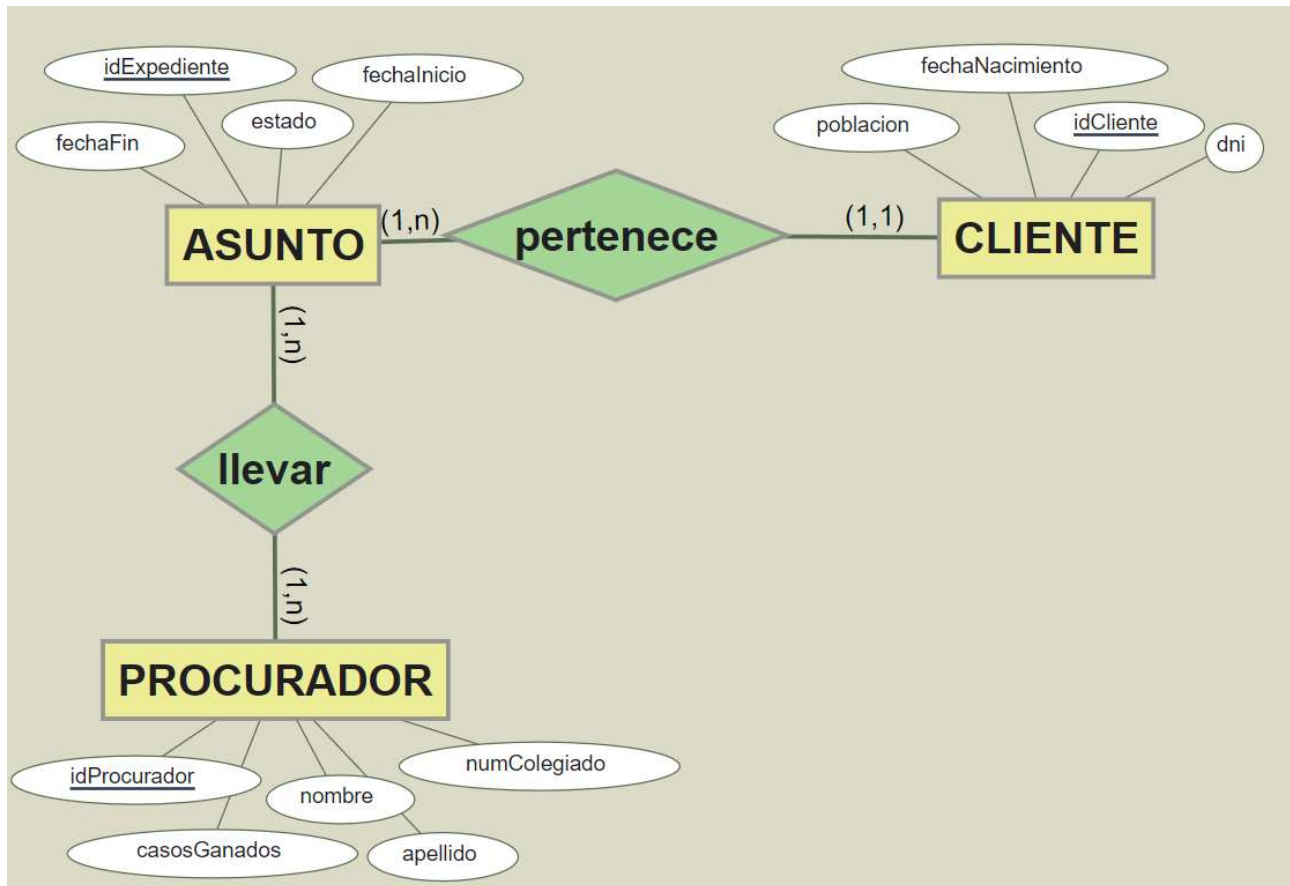 idExpediente
fechaInicio
estado
fechaFin
fechaNacimiento
poblacion
idCliente
dni
ASUNTO
(1,n)
pertenece
(1,1)
CLIENTE
(1,n)
llevar
(1,n)
PROCURADOR
idProcurador
nombre
numColegiado
casosGanados
apellido